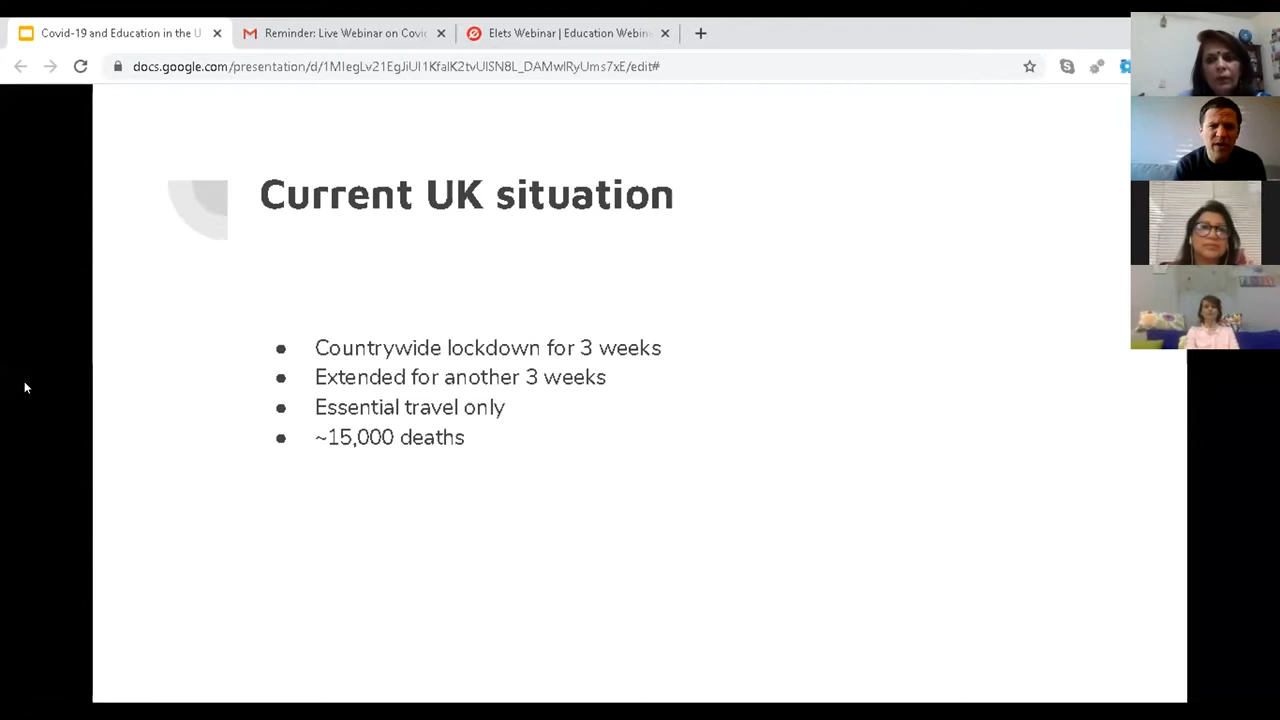 Covid-19 and Education in the U
Reminder: Live Webinar on Covi
Elets Webinar | Education Webin
docs.google.com/presentation/d/1MlegLv21EgJiUl1KfalK2tvUlSN8L_DAMwlRyUms7xE/edit#
Current UK situation
● Countrywide lockdown for 3 weeks
● Extended for another 3 weeks
● Essential travel only
● ~15,000 deaths